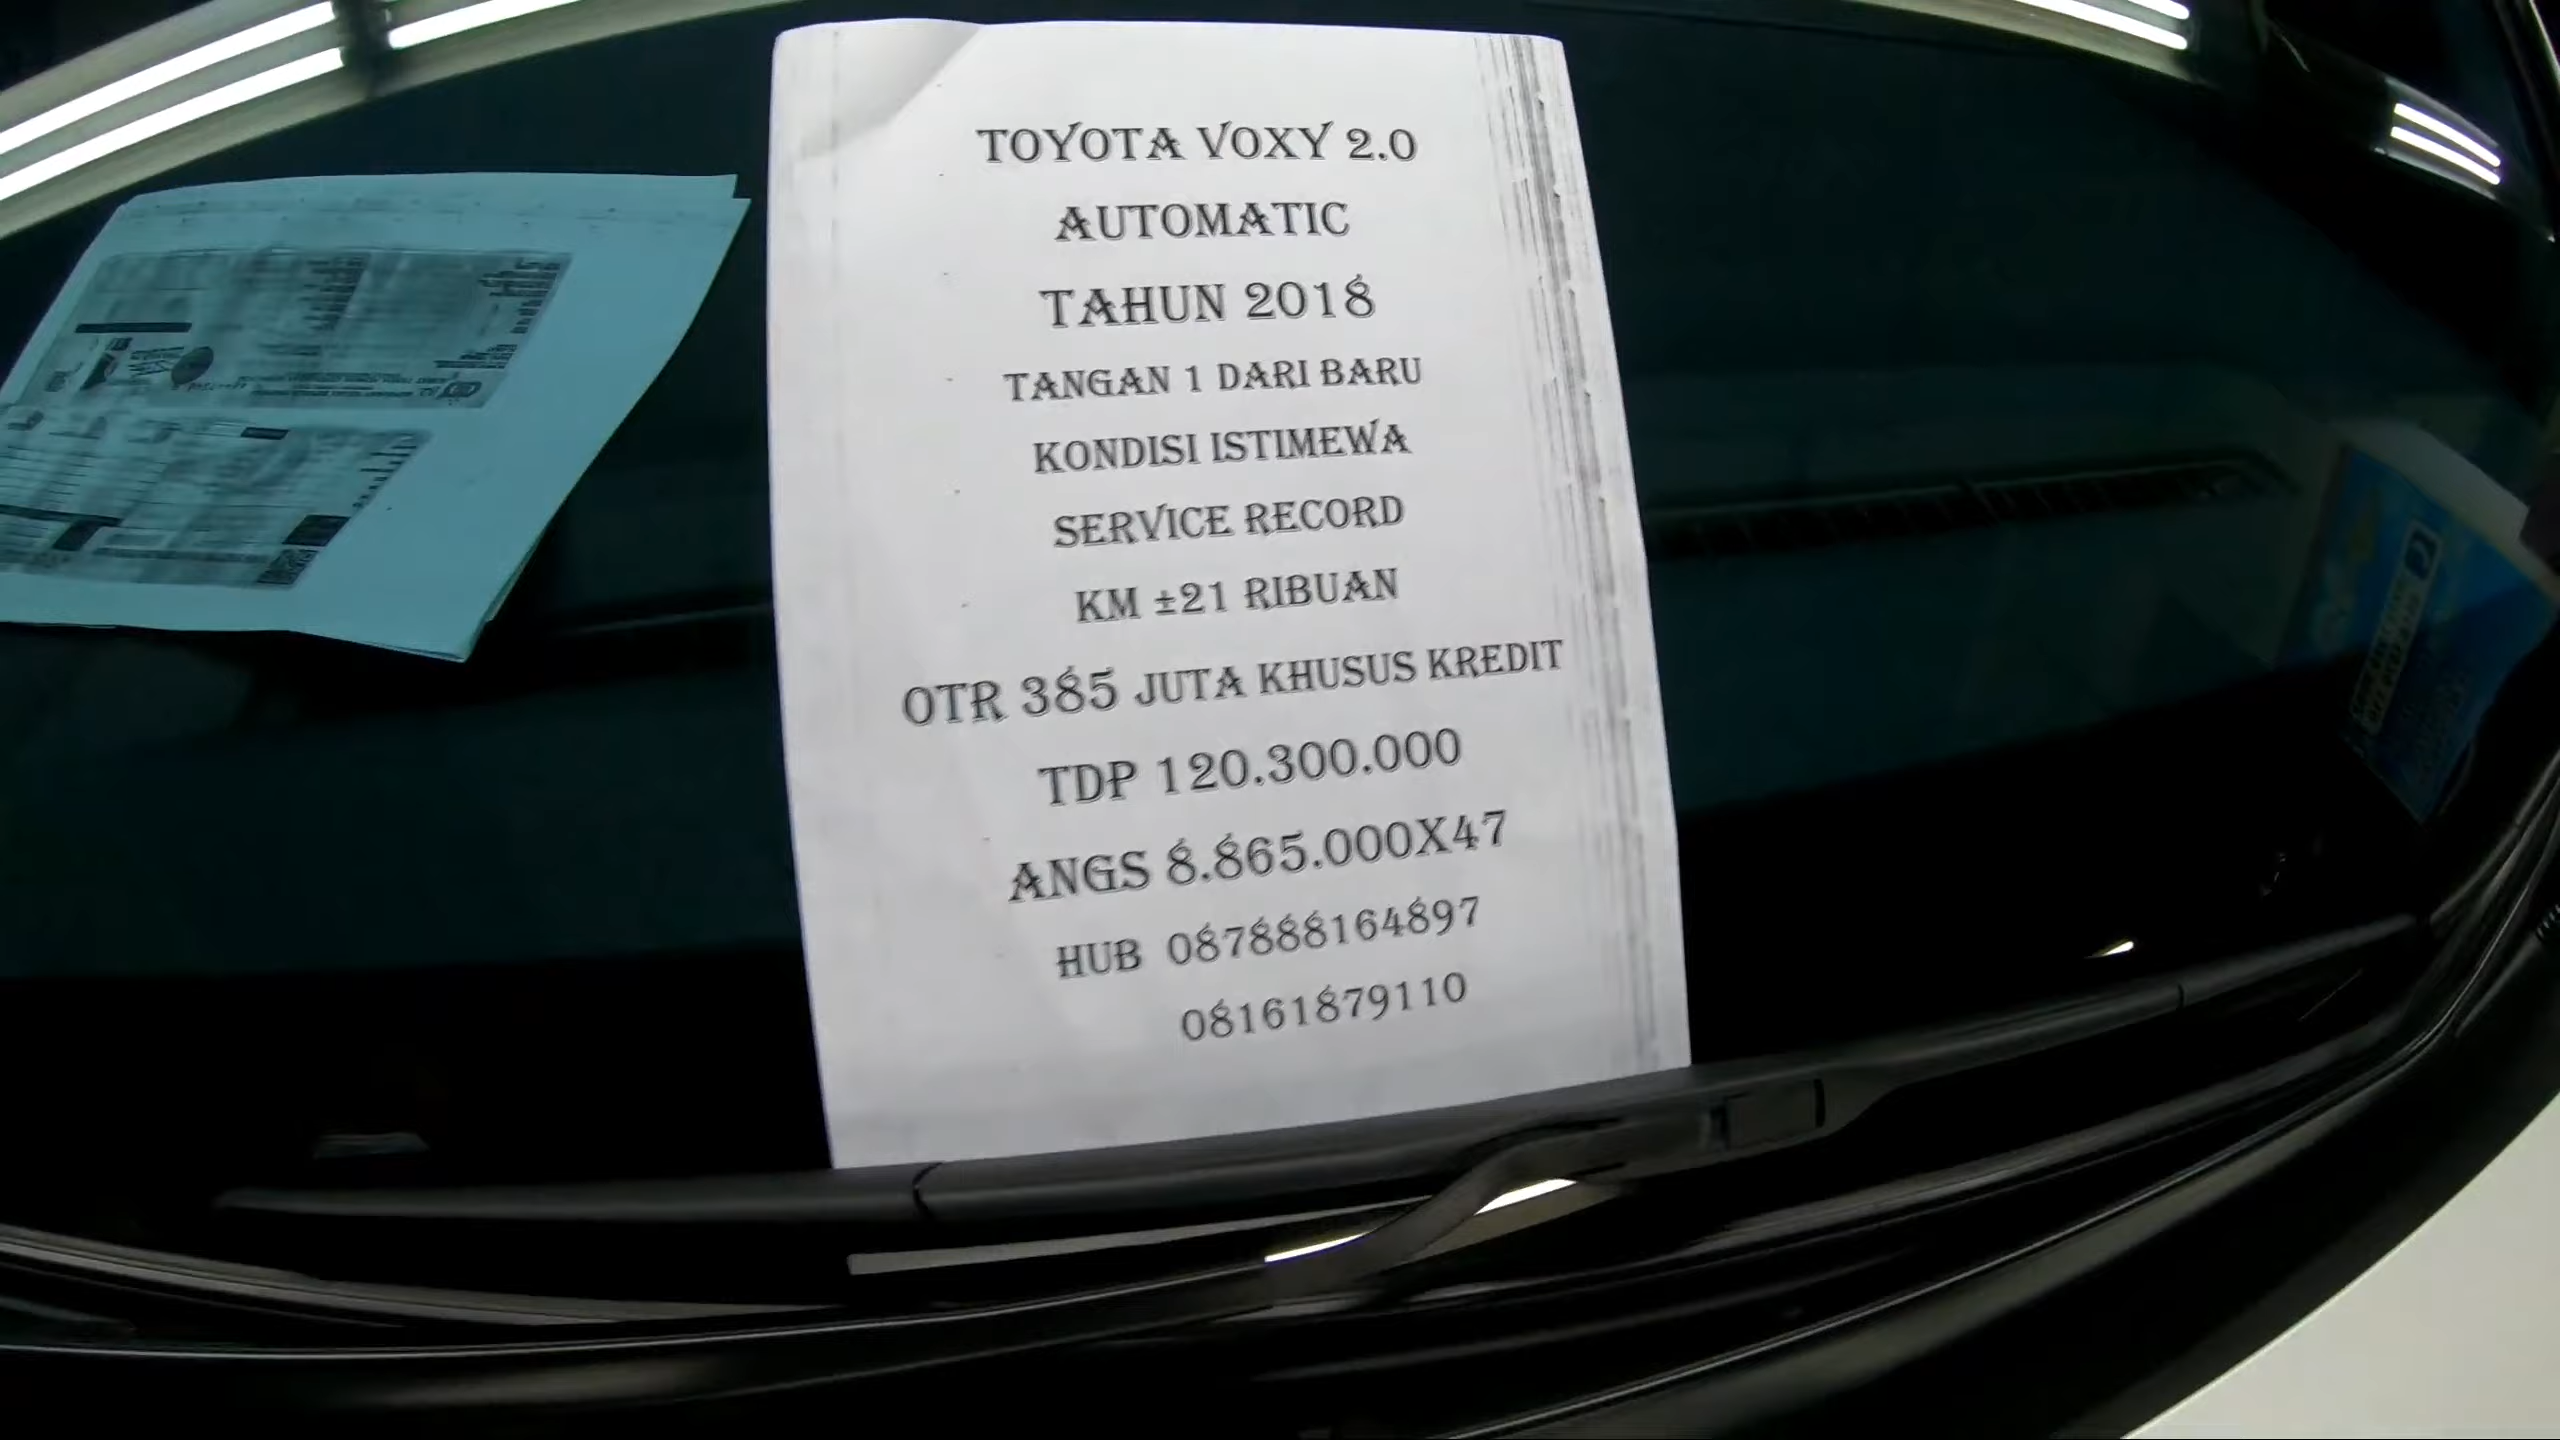 TOYOTA VOXY 2.0
AUTOMATIC
TAHUN 2018
TANGAN 1 DARI BARU
KONDISI ISTIMEWA
SERVICE RECORD
KM ±21 RIBUAN
OTR 385 JUTA KHUSUS KREDIT
TDP 120.300.000
ANGS 8.865.000X47
HUB 087888164897
08161879110